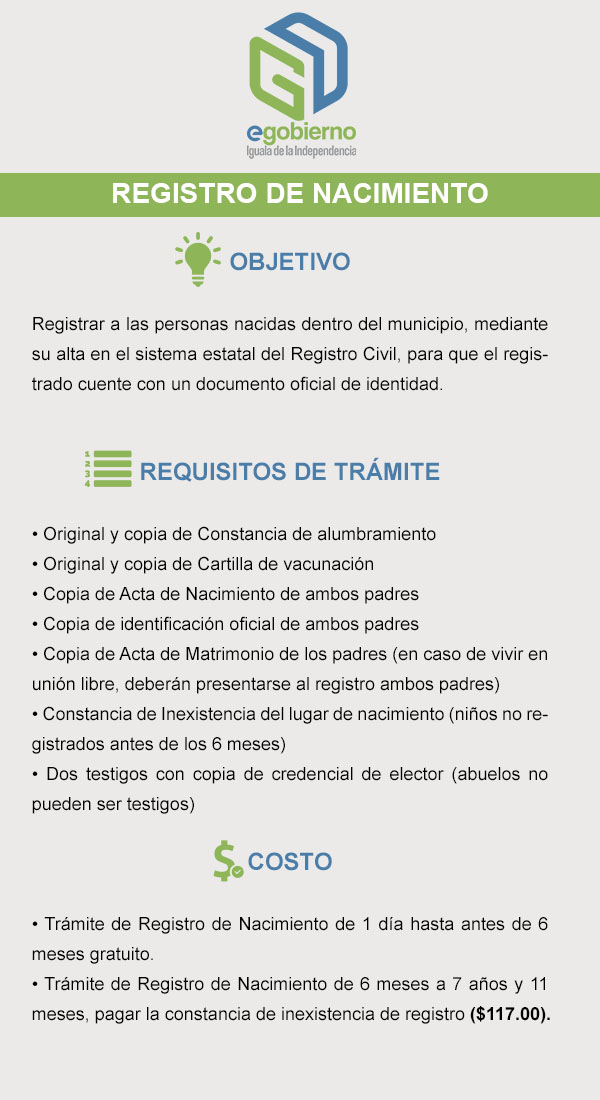 egobierno
Iguala de la Independencia
REGISTRO DE NACIMIENTO
OBJETIVO
Registrar a las personas nacidas dentro del municipio, mediante
su alta en el sistema estatal del Registro Civil, para que el regis-
trado cuente con un documento oficial de identidad.
1
2
3
4
REQUISITOS DE TRÁMITE
• Original y copia de Constancia de alumbramiento
• Original y copia de Cartilla de vacunación
• Copia de Acta de Nacimiento de ambos padres
• Copia de identificación oficial de ambos padres
• Copia de Acta de Matrimonio de los padres (en caso de vivir en
unión libre, deberán presentarse al registro ambos padres)
• Constancia de Inexistencia del lugar de nacimiento (niños no re-
gistrados antes de los 6 meses)
• Dos testigos con copia de credencial de elector (abuelos no
pueden ser testigos)
$ COSTO
• Trámite de Registro de Nacimiento de 1 día hasta antes de 6
meses gratuito.
• Trámite de Registro de Nacimiento de 6 meses a 7 años y 11
meses, pagar la constancia de inexistencia de registro ($117.00).